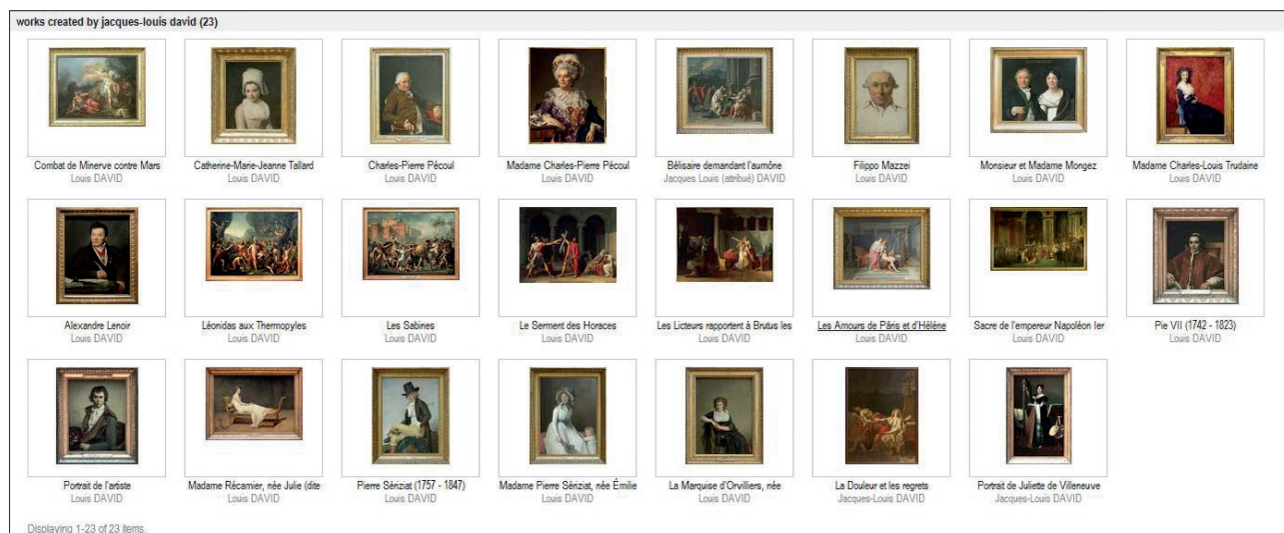 works created by jacques-louis david (23)
Combat de Minerve contre Mars
Louis DAVID
Catherine-Marie-Jeanne Tallard
Louis DAVID
Charles-Pierre Pécoul
Louis DAVID
Madame Charles-Pierre Pécoul
Louis DAVID
Bélisaire demandant l'aumône
Jacques Louis (attribué) DAVID
Filippo Mazzei
Louis DAVID
Monsieur et Madame Mongez
Louis DAVID
Madame Charles-Louis Trudaine
Louis DAVID
Alexandre Lenoir
Louis DAVID
Léonidas aux Thermopyles
Louis DAVID
Les Sabines
Louis DAVID
Le Serment des Horaces
Louis DAVID
Les Licteurs rapportent à Brutus les
Louis DAVID
Les Amours de Pâris et d'Hélène
Louis DAVID
Sacre de l'empereur Napoléon Ier
Louis DAVID
Pie VII (1742 - 1823)
Louis DAVID
Portrait de l'artiste
Louis DAVID
Madame Récamier, née Julie (dite
Louis DAVID
Pierre Sériziat (1757 - 1847)
Louis DAVID
Madame Pierre Sériziat, née Émilie
Louis DAVID
La Marquise d'Orvilliers, née
Louis DAVID
La Douleur et les regrets
Jacques-Louis DAVID
Portrait de Juliette de Villeneuve
Jacques-Louis DAVID
Displaying 1-23 of 23 items.